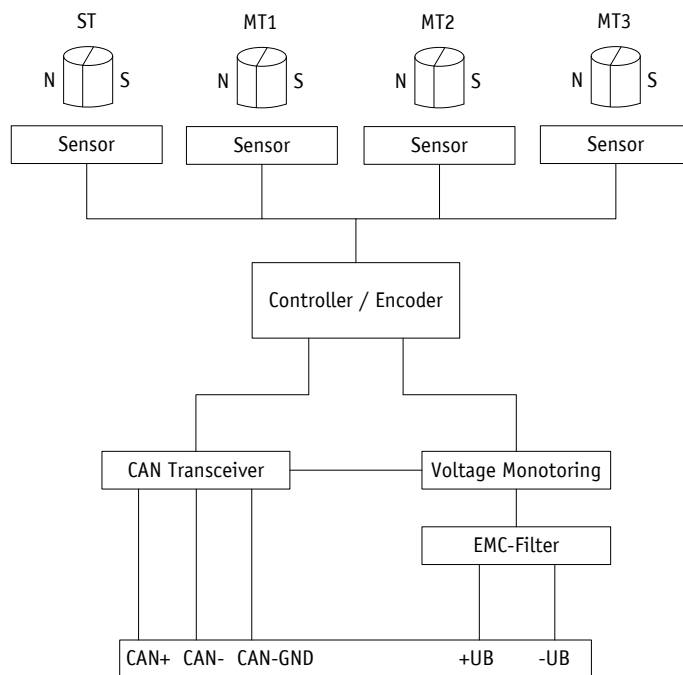 ST MT1 MT2 MT3
N S N S N S N S
Sensor Sensor Sensor Sensor
Controller / Encoder
CAN Transceiver Voltage Monotoring
EMC-Filter
CAN+ CAN- CAN-GND +UB -UB